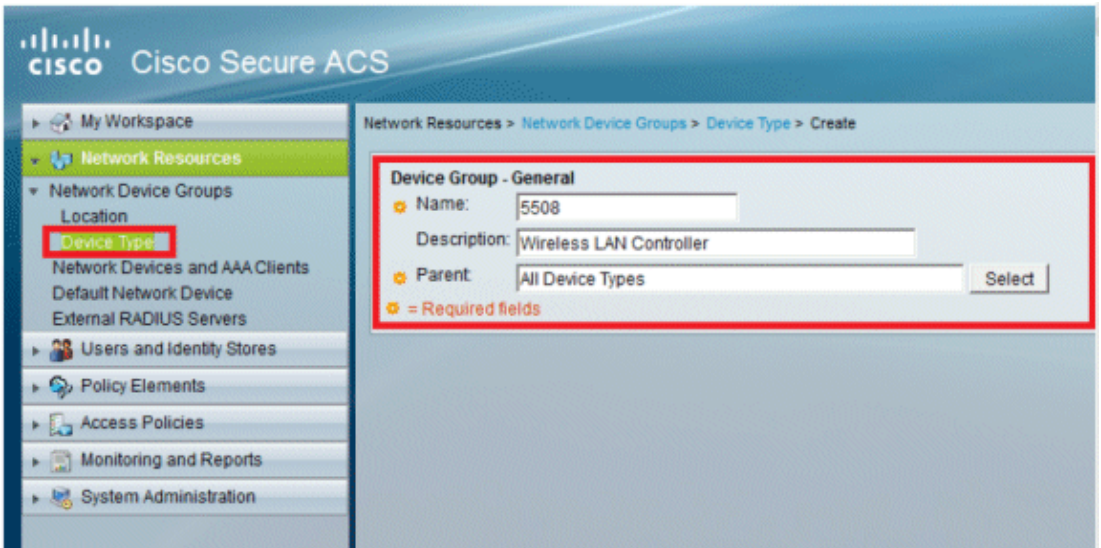 CISCO Cisco Secure ACS
My Workspace
Network Resources
Network Device Groups
Location
Device Type
Network Devices and AAA Clients
Default Network Device
External RADIUS Servers
Users and Identity Stores
Policy Elements
Access Policies
Monitoring and Reports
System Administration
Network Resources > Network Device Groups > Device Type > Create
Device Group - General
Name: 5508
Description: Wireless LAN Controller
Parent: All Device Types Select
= Required fields